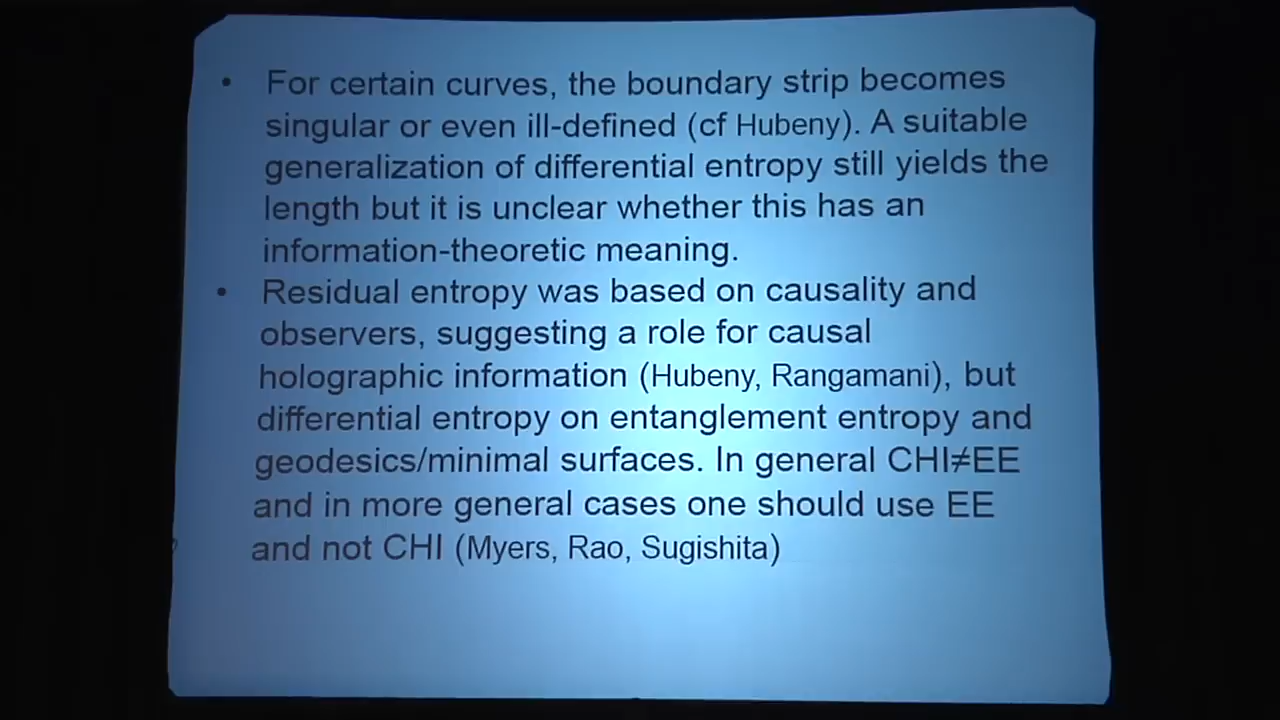 • For certain curves, the boundary strip becomes
singular or even ill-defined (cf Hubeny). A suitable
generalization of differential entropy still yields the
length but it is unclear whether this has an
information-theoretic meaning.
• Residual entropy was based on causality and
observers, suggesting a role for causal
holographic information (Hubeny, Rangamani), but
differential entropy on entanglement entropy and
geodesics/minimal surfaces. In general CHI≠EE
and in more general cases one should use EE
and not CHI (Myers, Rao, Sugishita)